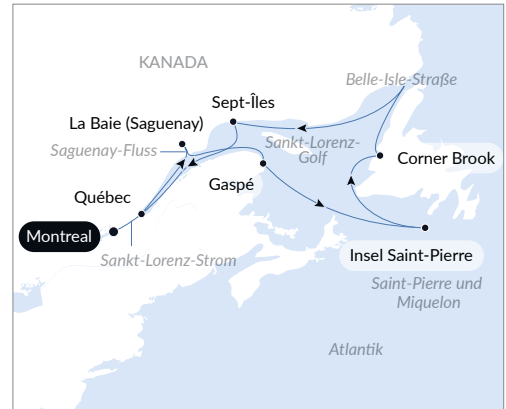 KANADA
Belle-Isle-Straße
Sept-Îles
La Baie (Saguenay)
Saguenay-Fluss
Sankt-Lorenz-
Golf
Corner Brook
Gaspé
Québec
Montreal
Sankt-Lorenz-Strom
Insel Saint-Pierre
Saint-Pierre und
Miquelon
Atlantik